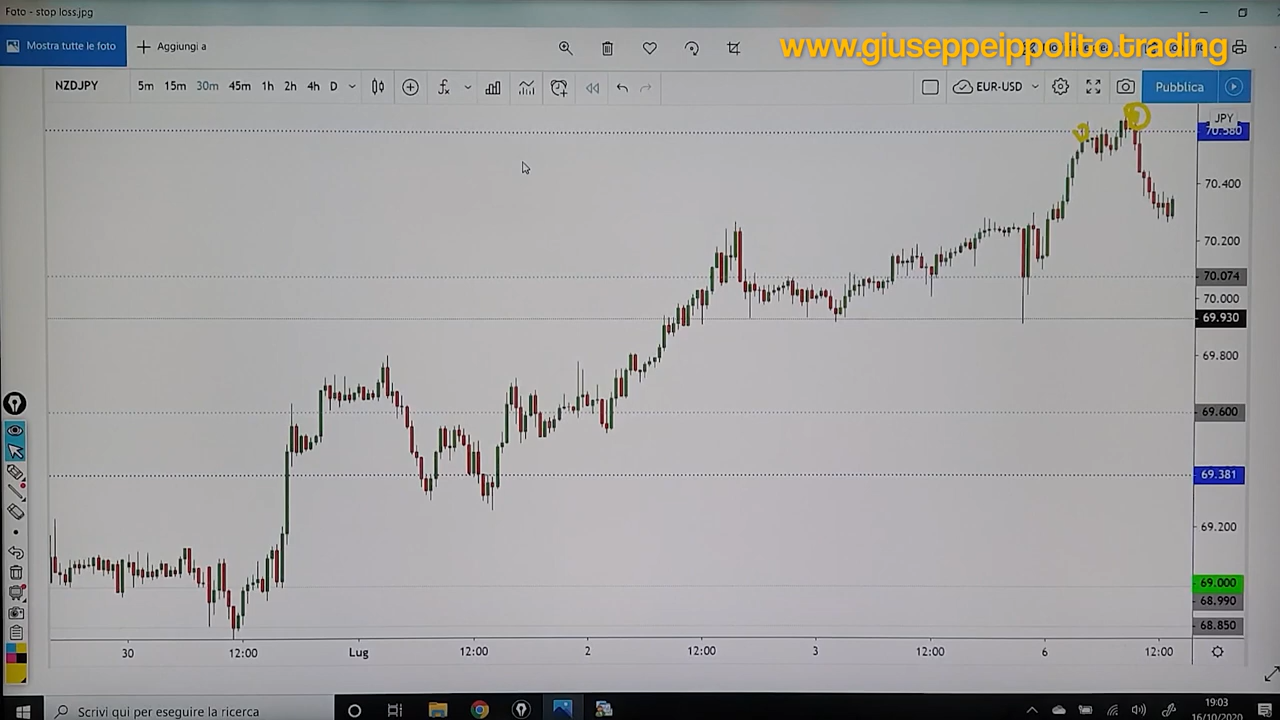 Foto - stop loss.jpg
Mostra tutte le foto
Aggiungi a
www.giuseppeippolito.trading
NZDJPY
5m 15m 30m 45m 1h 2h 4h D
EUR-USD
Pubblica
JPY
70.580
70.400
70.200
70.074
70.000
69.930
69.800
69.600
69.381
69.200
69.000
68.990
68.850
30 12:00 Lug 12:00 2 12:00 3 12:00 6 12:00
Scrivi qui per eseguire la ricerca
19:03
16/10/2020